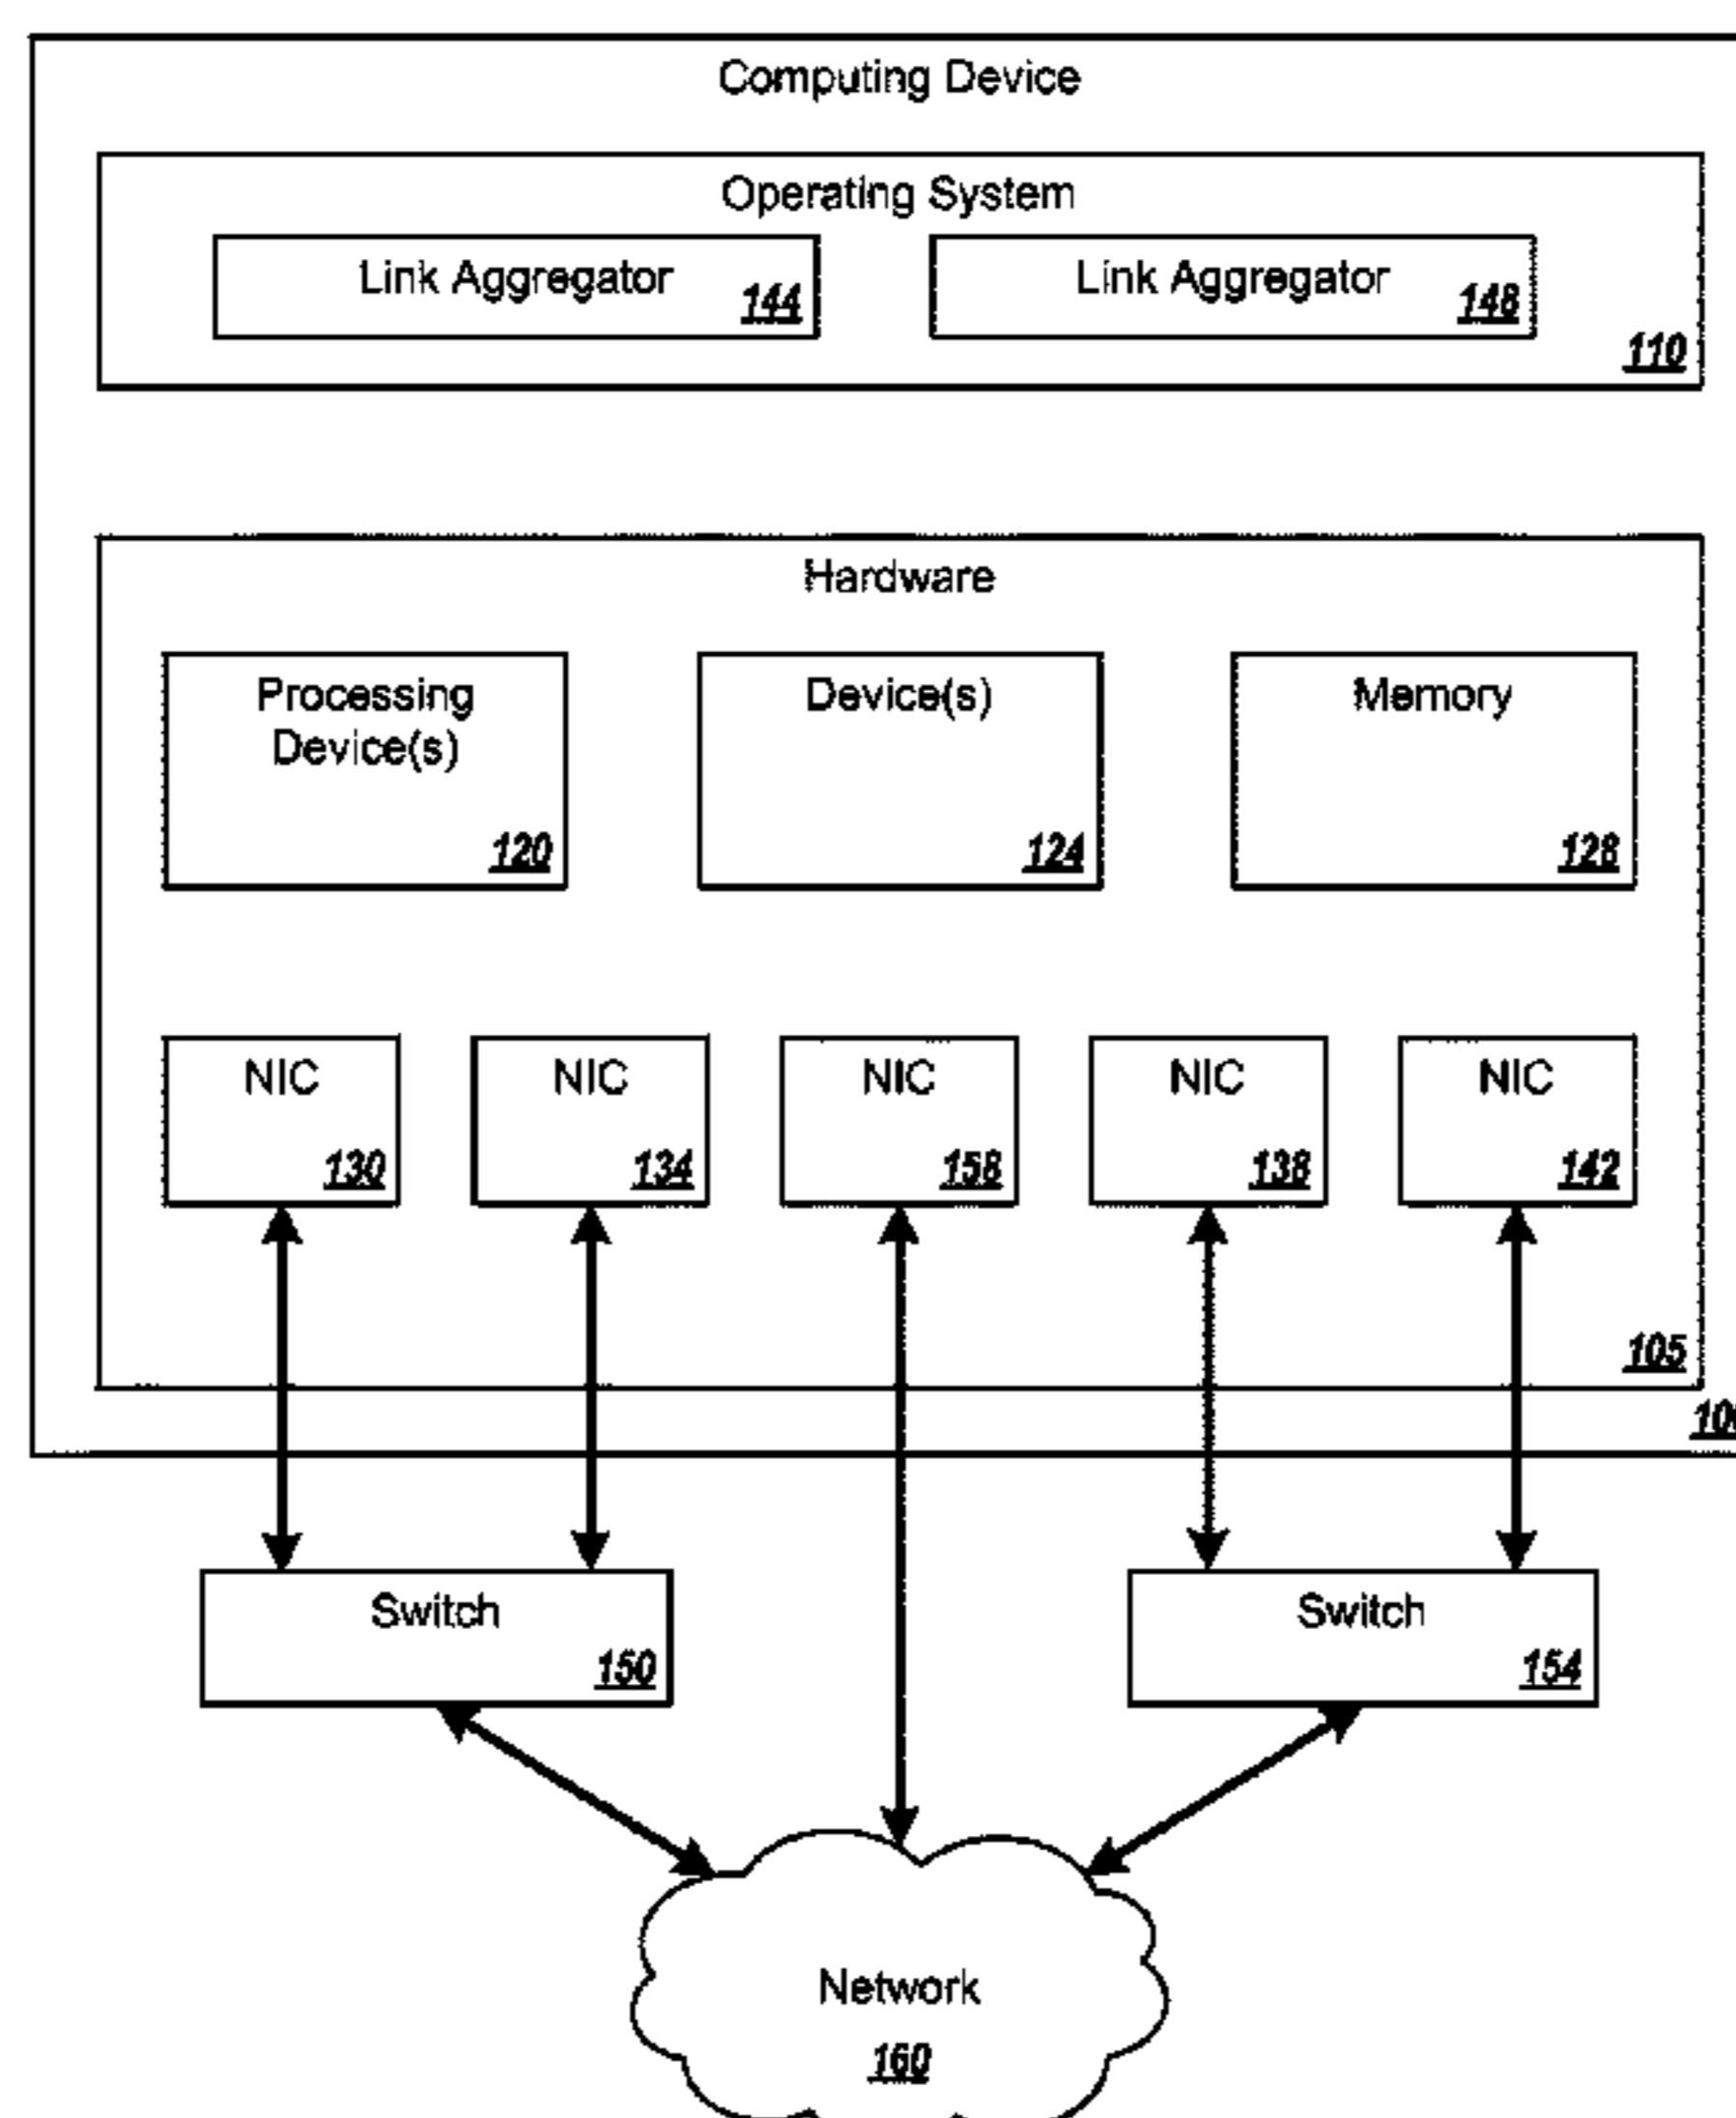 Computing Device
Operating System
Link Aggregator
144
Link Aggregator
148
110
Hardware
Processing
Device(s)
120
Device(s)
124
Memory
128
NIC
130
NIC
134
NIC
158
NIC
138
NIC
142
105
Switch
150
Switch
154
Network
160